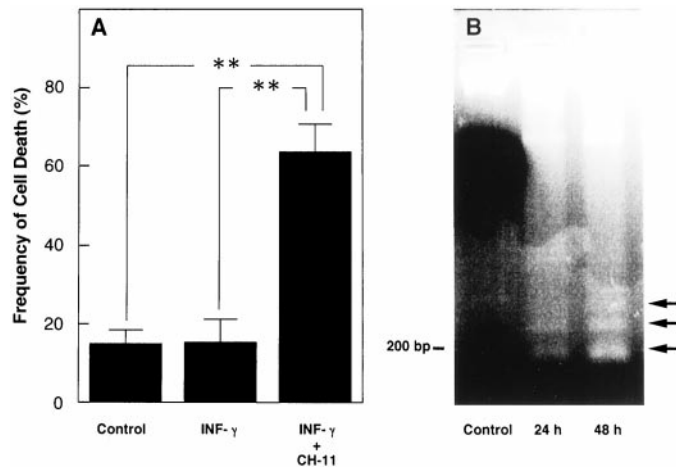 A
B
Frequency of Cell Death (%)
80
60
40
20
0
**
**
Control
INF- γ
INF- γ
+
CH-11
200 bp
Control
24 h
48 h